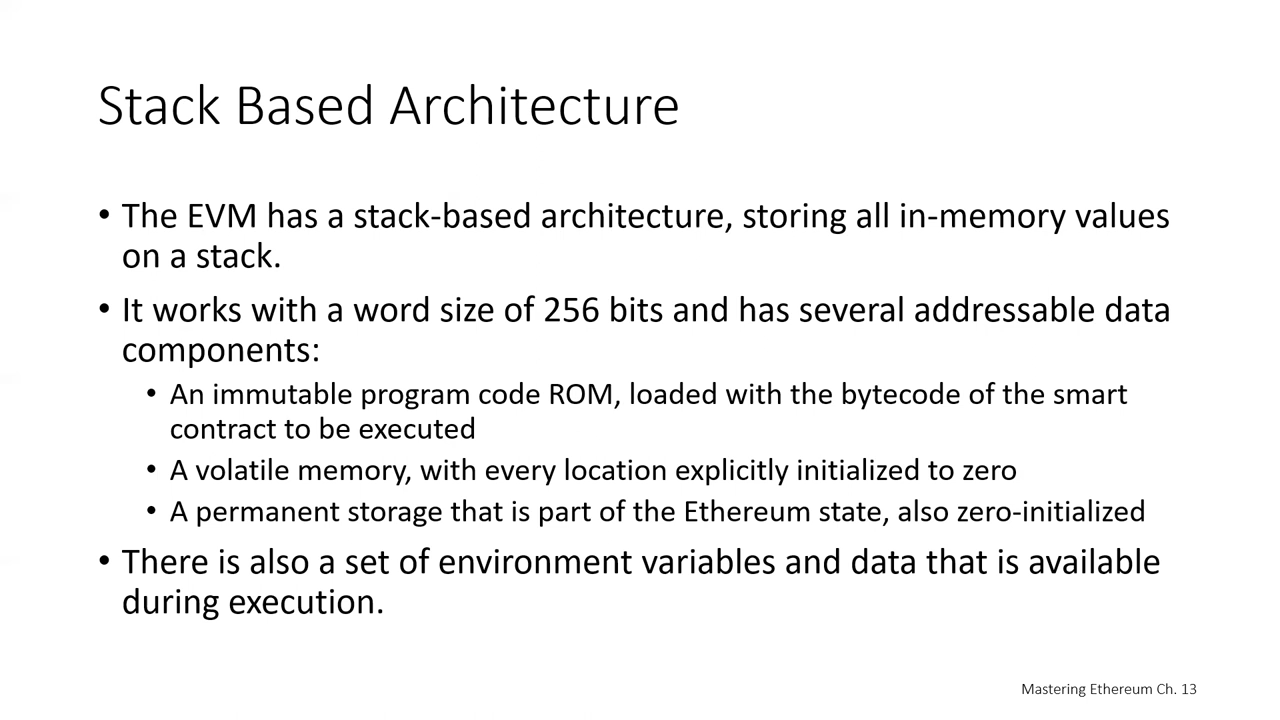 Stack Based Architecture
• The EVM has a stack-based architecture, storing all in-memory values
on a stack.
• It works with a word size of 256 bits and has several addressable data
components:
• An immutable program code ROM, loaded with the bytecode of the smart
contract to be executed
• A volatile memory, with every location explicitly initialized to zero
• A permanent storage that is part of the Ethereum state, also zero-initialized
• There is also a set of environment variables and data that is available
during execution.
Mastering Ethereum Ch. 13